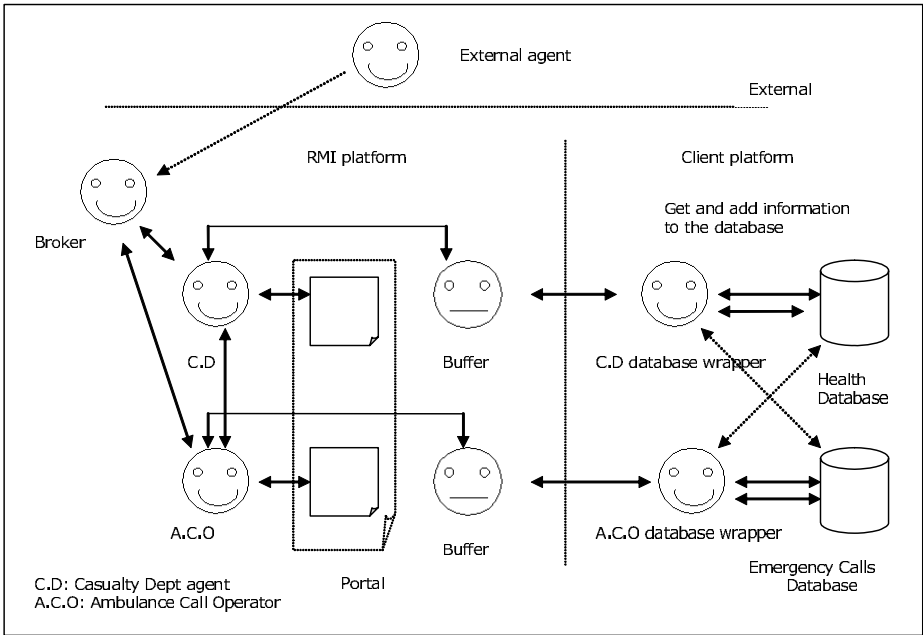 External agent
External
RMI platform
Client platform
Get and add information
to the database
Broker
C.D
Buffer
C.D database wrapper
Health
Database
A.C.O
Buffer
A.C.O database wrapper
Emergency Calls
Database
Portal
C.D: Casualty Dept agent
A.C.O: Ambulance Call Operator